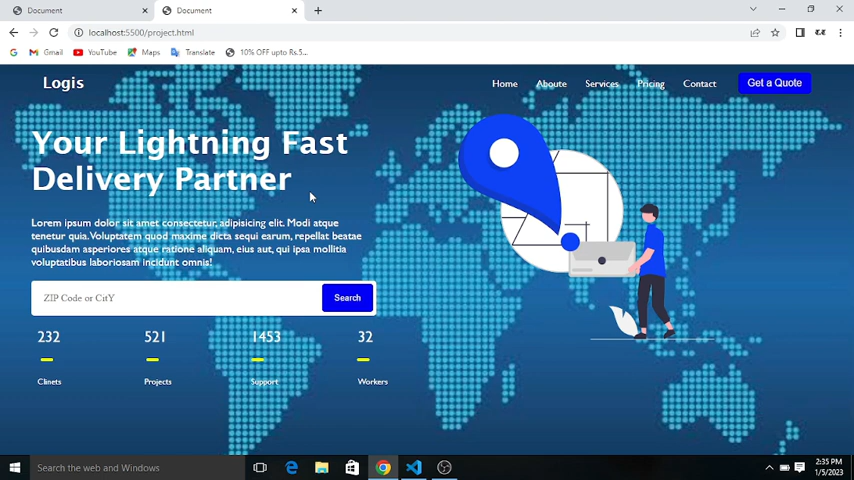 Document
Document
localhost:5500/project.html
Gmail YouTube Maps Translate 10% OFF upto Rs.5...
Logis
Home Aboute Services Pricing Contact Get a Quote
Your Lightning Fast
Delivery Partner
Lorem ipsum dolor sit amet consectetur, adipisicing elit. Modi atque
tenetur quia.Voluptatem quod maxime dicta sequi earum, repellat beatae
quibusdam asperiores atque ratione aliquam, eius aut, qui ipsa mollitia
voluptatibus laboriosam incidunt omnis!
ZIP Code or CitY Search
232 521 1453 32
Clinets Projects Support Workers
Search the web and Windows
2:35 PM
1/5/2023